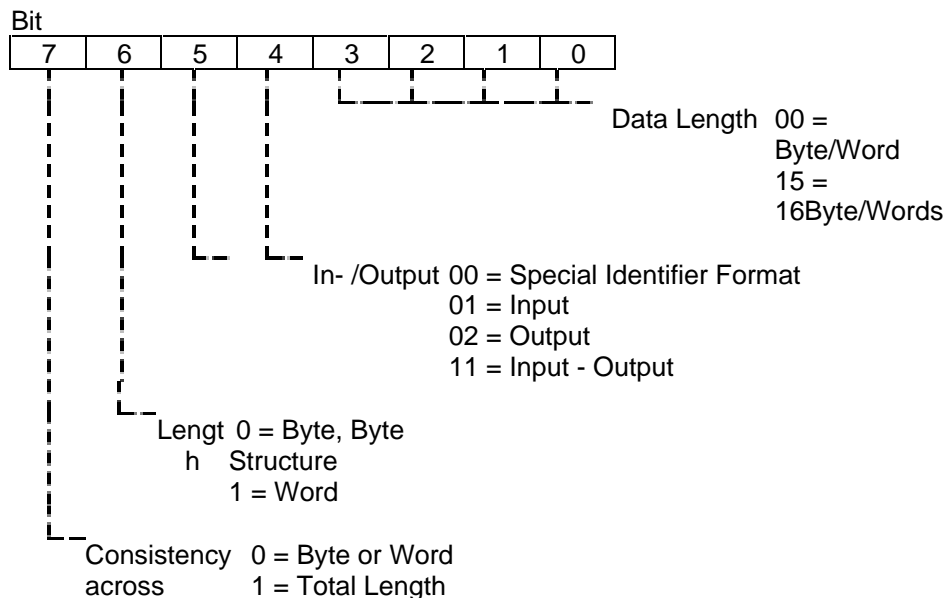 Bit
7 6 5 4 3 2 1 0
Data Length 00 =
Byte/Word
15 =
16Byte/Words
In- /Output 00 = Special Identifier Format
01 = Input
02 = Output
11 = Input - Output
Lengt 0 = Byte, Byte
h Structure
1 = Word
Consistency 0 = Byte or Word
across 1 = Total Length